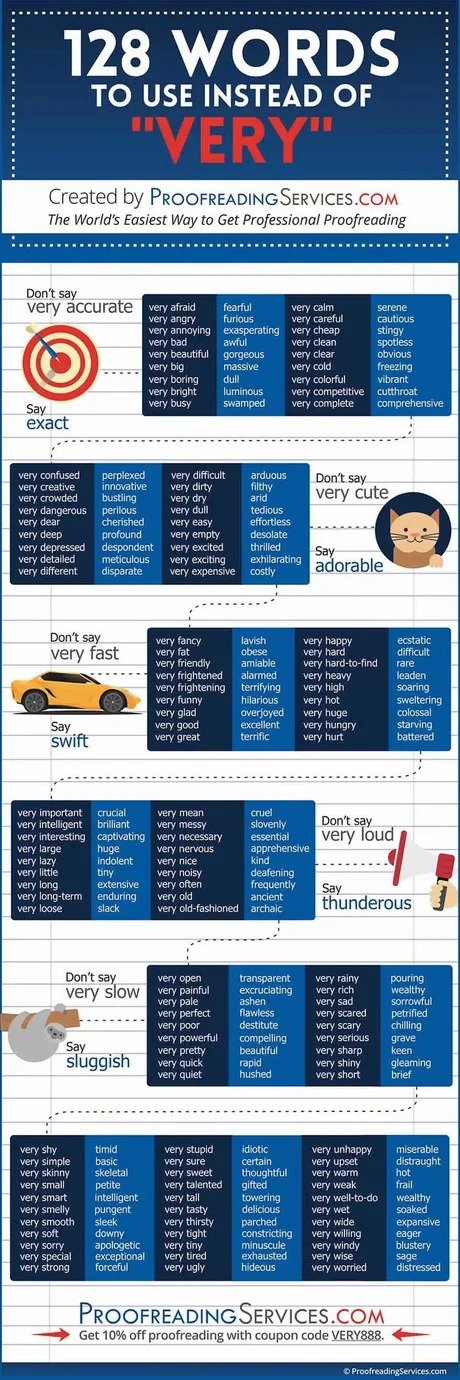 128 WORDS
TO USE INSTEAD OF
"VERY"
Created by PROOFREADINGSERVICES.COM
The World's Easiest Way to Get Professional Proofreading
Don't say
very accurate
Say
exact
very afraid fearful very calm serene
very angry furious very careful cautious
very annoying exasperating very cheap stingy
very bad awful very clean spotless
very beautiful gorgeous very clear obvious
very big massive very cold freezing
very boring dull very colorful vibrant
very bright luminous very competitive cutthroat
very busy swamped very complete comprehensive
very confused perplexed very difficult arduous
very creative innovative very dirty filthy
very crowded bustling very dry arid
very dangerous perilous very dull tedious
very dear cherished very easy effortless
very deep profound very empty desolate
very depressed despondent very excited thrilled
very detailed meticulous very exciting exhilarating
very different disparate very expensive costly
Don't say
very cute
Say
adorable
Don't say
very fast
Say
swift
very fancy lavish very happy ecstatic
very fat obese very hard difficult
very friendly amiable very hard-to-find rare
very frightened alarmed very heavy leaden
very frightening terrifying very high soaring
very funny hilarious very hot sweltering
very glad overjoyed very huge colossal
very good excellent very hungry starving
very great terrific very hurt battered
very important crucial very mean cruel
very intelligent brilliant very messy slovenly
very interesting captivating very necessary essential
very large huge very nervous apprehensive
very lazy indolent very nice kind
very little tiny very noisy deafening
very long extensive very often frequently
very long-term enduring very old ancient
very loose slack very old-fashioned archaic
Don't say
very loud
Say
thunderous
Don't say
very slow
Say
sluggish
very open transparent very rainy pouring
very painful excruciating very rich wealthy
very pale ashen very sad sorrowful
very perfect flawless very scared petrified
very poor destitute very scary chilling
very powerful compelling very serious grave
very pretty beautiful very sharp keen
very quick rapid very shiny gleaming
very quiet hushed very short brief
very shy timid very stupid idiotic very unhappy miserable
very simple basic very sure certain very upset distraught
very skinny skeletal very sweet thoughtful very warm hot
very small petite very talented gifted very weak frail
very smart intelligent very tall towering very well-to-do wealthy
very smelly pungent very tasty delicious very wet soaked
very smooth sleek very thirsty parched very wide expansive
very soft downy very tight constricting very willing eager
very sorry apologetic very tiny minuscule very windy blustery
very special exceptional very tired exhausted very wise sage
very strong forceful very ugly hideous very worried distressed
PROOFREADINGSERVICES.COM
Get 10% off proofreading with coupon code VERY888.
© ProofreadingServices.com